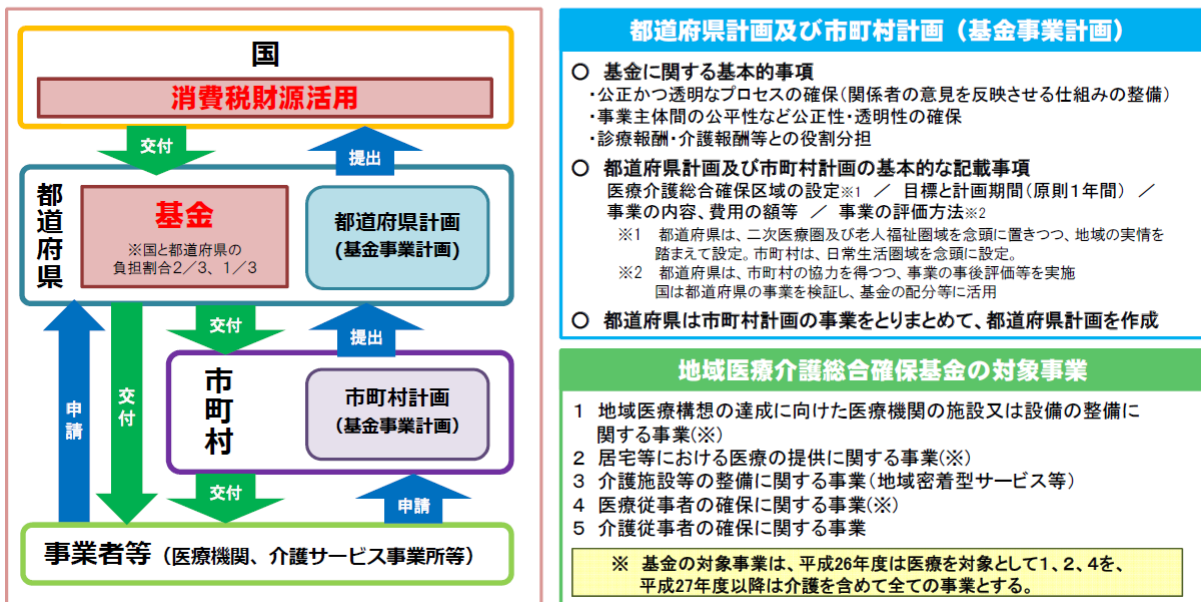 国
消費税財源活用
交付
提出
都道府県
基金
※国と都道府県の
負担割合2/3、1/3
都道府県計画
(基金事業計画)
申請
交付
交付
提出
市町村
市町村計画
(基金事業計画)
交付
申請
事業者等(医療機関、介護サービス事業所等)
都道府県計画及び市町村計画(基金事業計画)
○ 基金に関する基本的事項
・公正かつ透明なプロセスの確保(関係者の意見を反映させる仕組みの整備)
・事業主体間の公平性など公正性・透明性の確保
・診療報酬・介護報酬等との役割分担
○ 都道府県計画及び市町村計画の基本的な記載事項
医療介護総合確保区域の設定※1 / 目標と計画期間(原則1年間) /
事業の内容、費用の額等 / 事業の評価方法※2
※1 都道府県は、二次医療圏及び老人福祉圏域を念頭に置きつつ、地域の実情を
踏まえて設定。市町村は、日常生活圏域を念頭に設定。
※2 都道府県は、市町村の協力を得つつ、事業の事後評価等を実施
国は都道府県の事業を検証し、基金の配分等に活用
○ 都道府県は市町村計画の事業をとりまとめて、都道府県計画を作成
地域医療介護総合確保基金の対象事業
1 地域医療構想の達成に向けた医療機関の施設又は設備の整備に
関する事業(※)
2 居宅等における医療の提供に関する事業(※)
3 介護施設等の整備に関する事業(地域密着型サービス等)
4 医療従事者の確保に関する事業(※)
5 介護従事者の確保に関する事業
※ 基金の対象事業は、平成26年度は医療を対象として1、2、4を、
平成27年度以降は介護を含めて全ての事業とする。